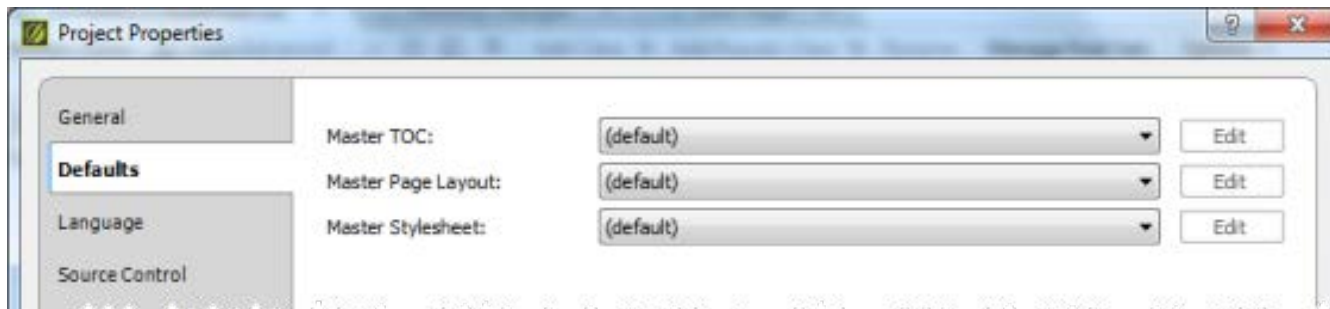 Project Properties
General
Defaults
Language
Source Control
Master TOC: (default) Edit
Master Page Layout: (default) Edit
Master Stylesheet: (default) Edit